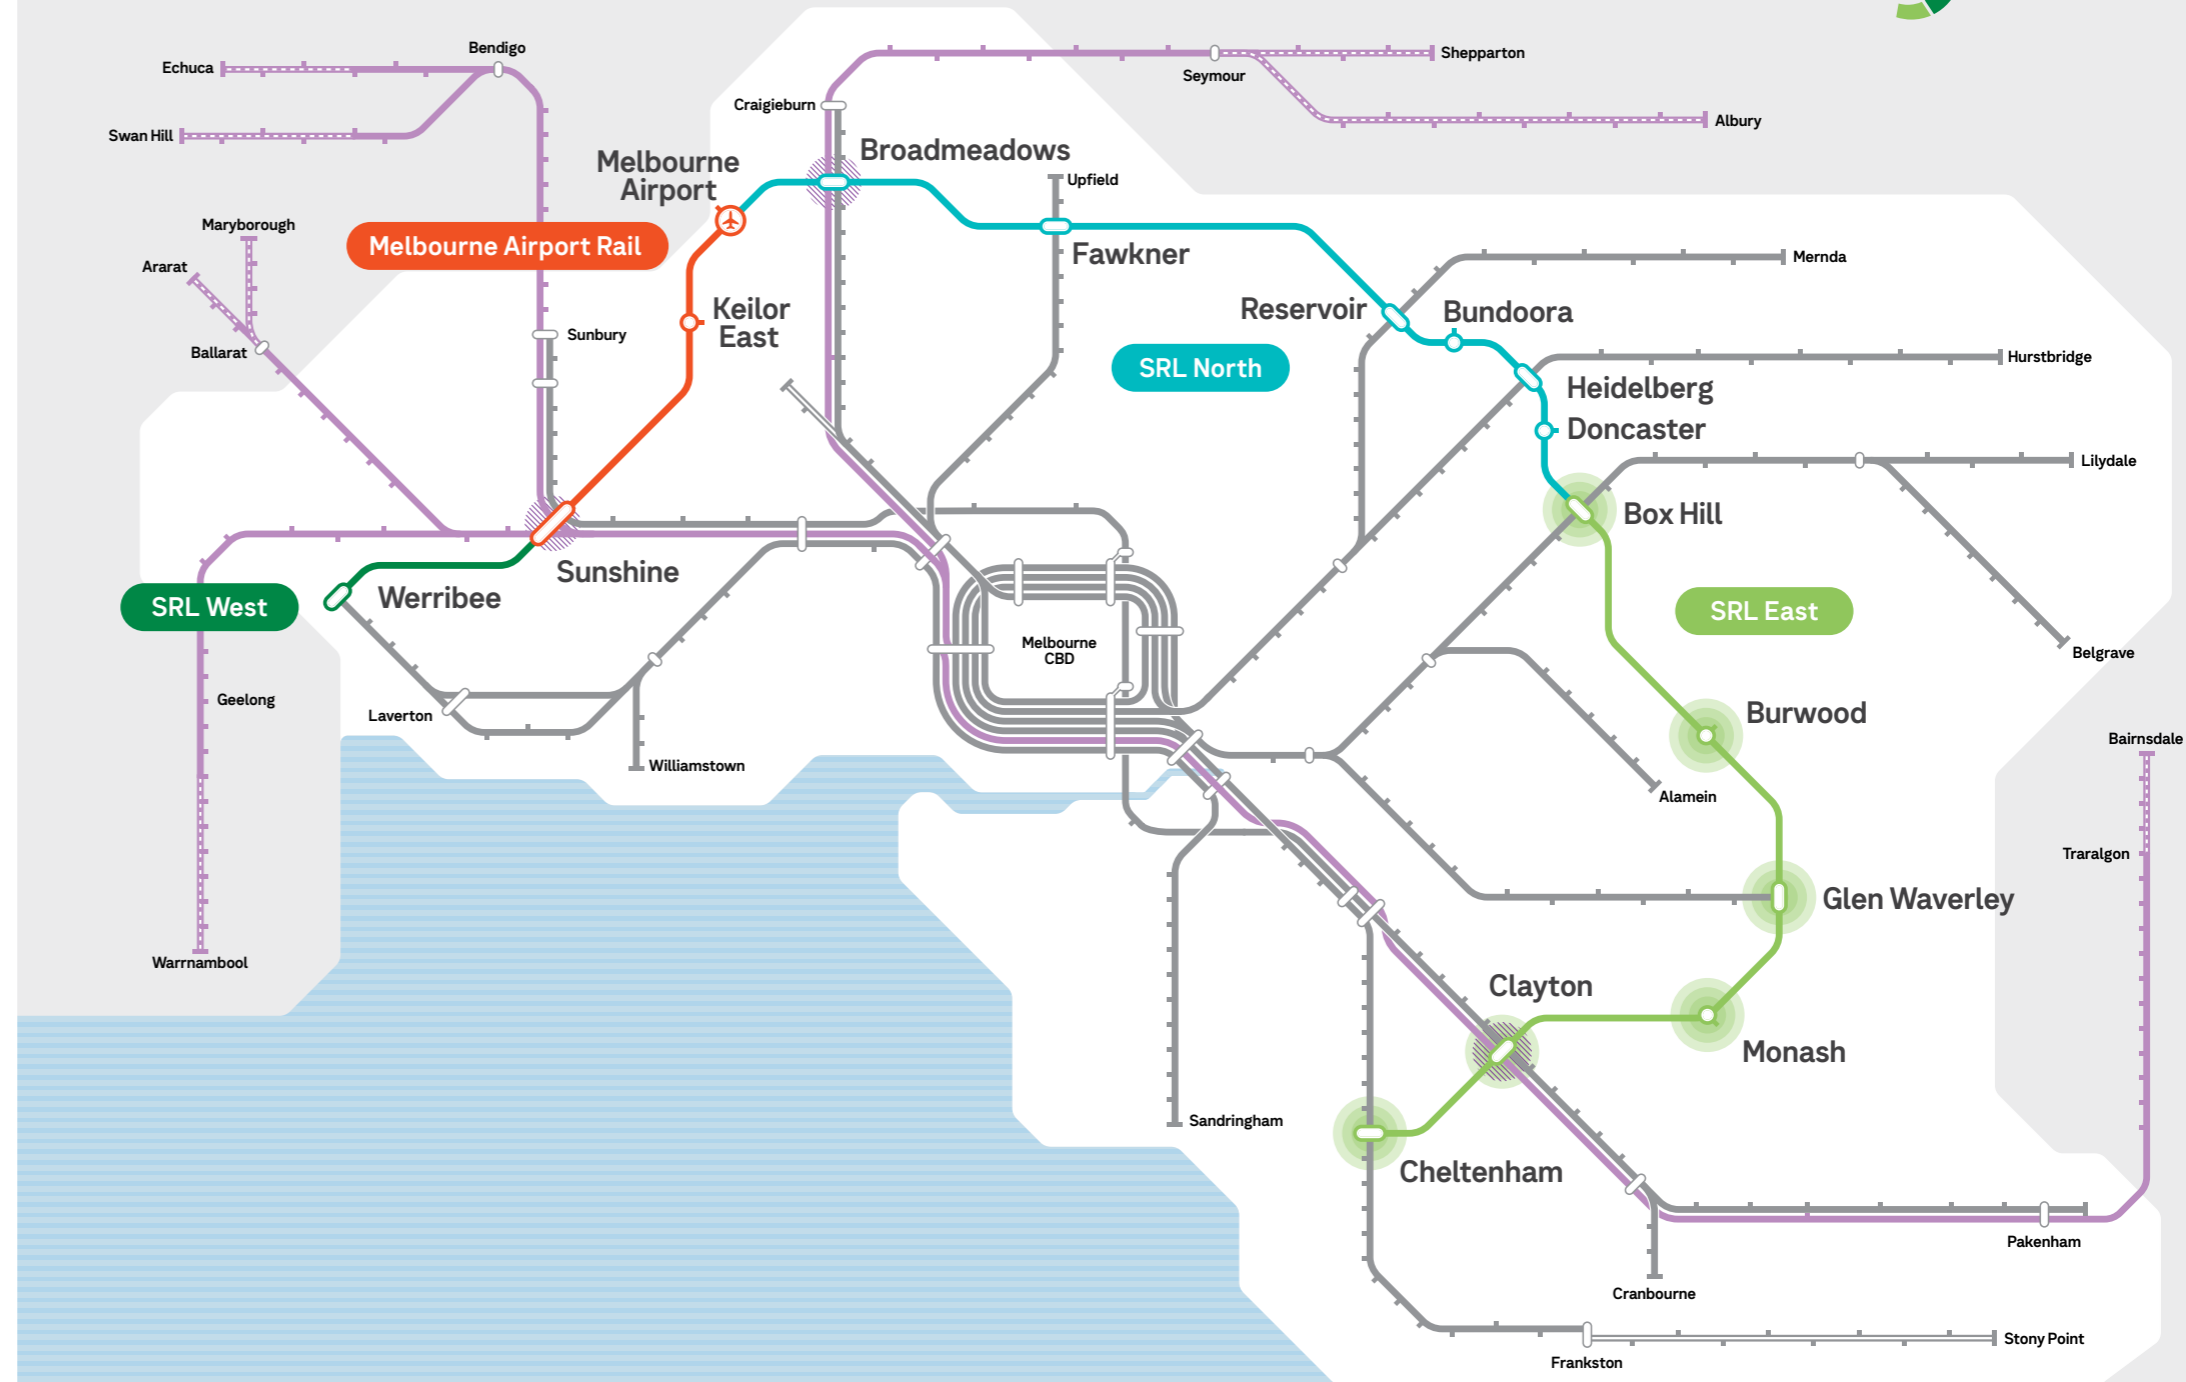 Bendigo
Echuca
Swan Hill
Craigieburn
Seymour
Shepparton
Albury
Melbourne
Airport
Broadmeadows
Upfield
Maryborough
Melbourne Airport Rail
Fawkner
Mernda
Ararat
Keilor
East
Reservoir
Bundoora
Sunbury
Ballarat
SRL North
Hurstbridge
Heidelberg
Doncaster
Lilydale
Box Hill
Sunshine
Werribee
SRL West
SRL East
Melbourne
CBD
Belgrave
Geelong
Laverton
Burwood
Bairnsdale
Williamstown
Alamein
Traralgon
Glen Waverley
Warrnambool
Clayton
Monash
Sandringham
Cheltenham
Pakenham
Cranbourne
Stony Point
Frankston